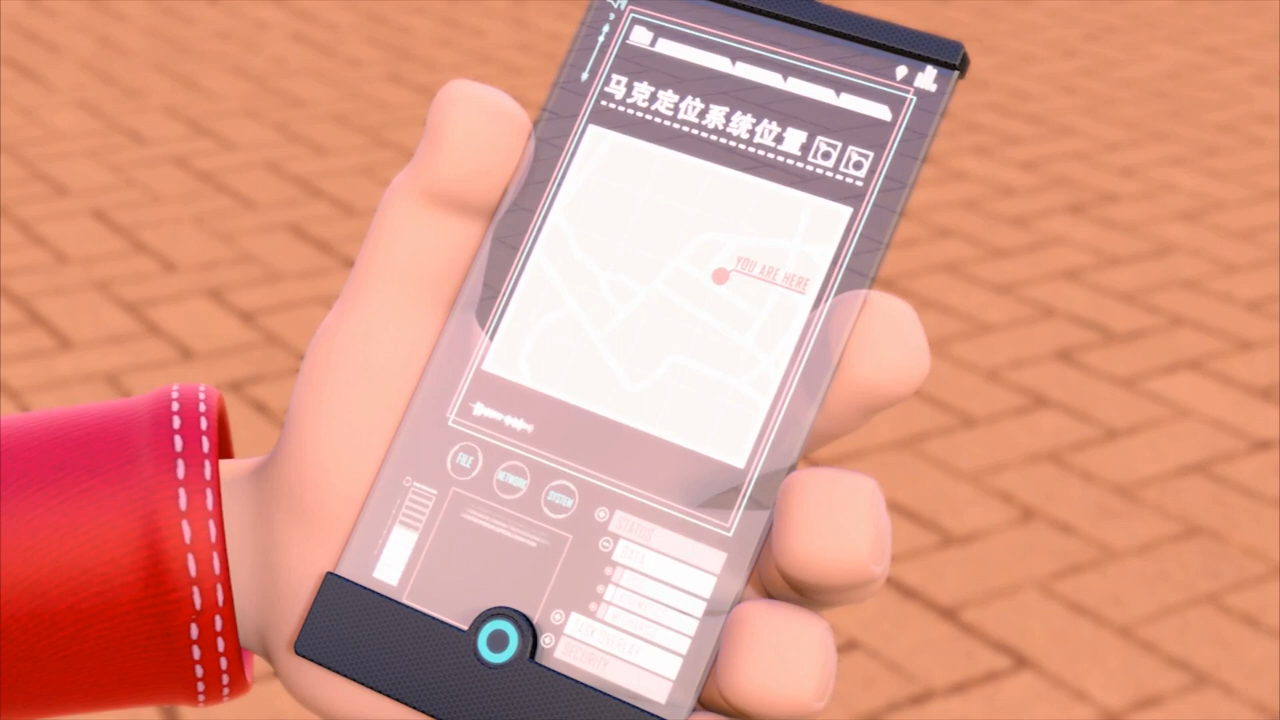 马克定位系统位置
YOU ARE HERE
FILE
NETWORK
SYSTEM
STATUS
DATA
TASK OVERLAY
SECURITY